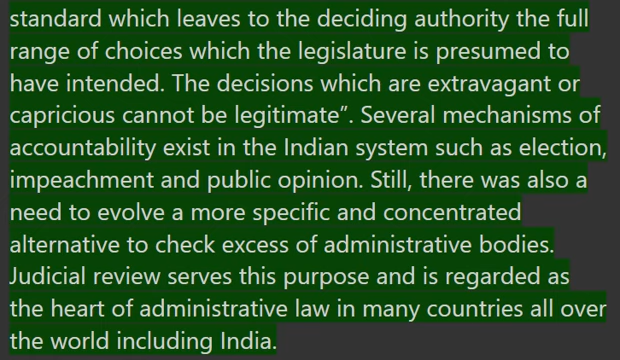 standard which leaves to the deciding authority the full
range of choices which the legislature is presumed to
have intended. The decisions which are extravagant or
capricious cannot be legitimate”. Several mechanisms of
accountability exist in the Indian system such as election,
impeachment and public opinion. Still, there was also a
need to evolve a more specific and concentrated
alternative to check excess of administrative bodies.
Judicial review serves this purpose and is regarded as
the heart of administrative law in many countries all over
the world including India.